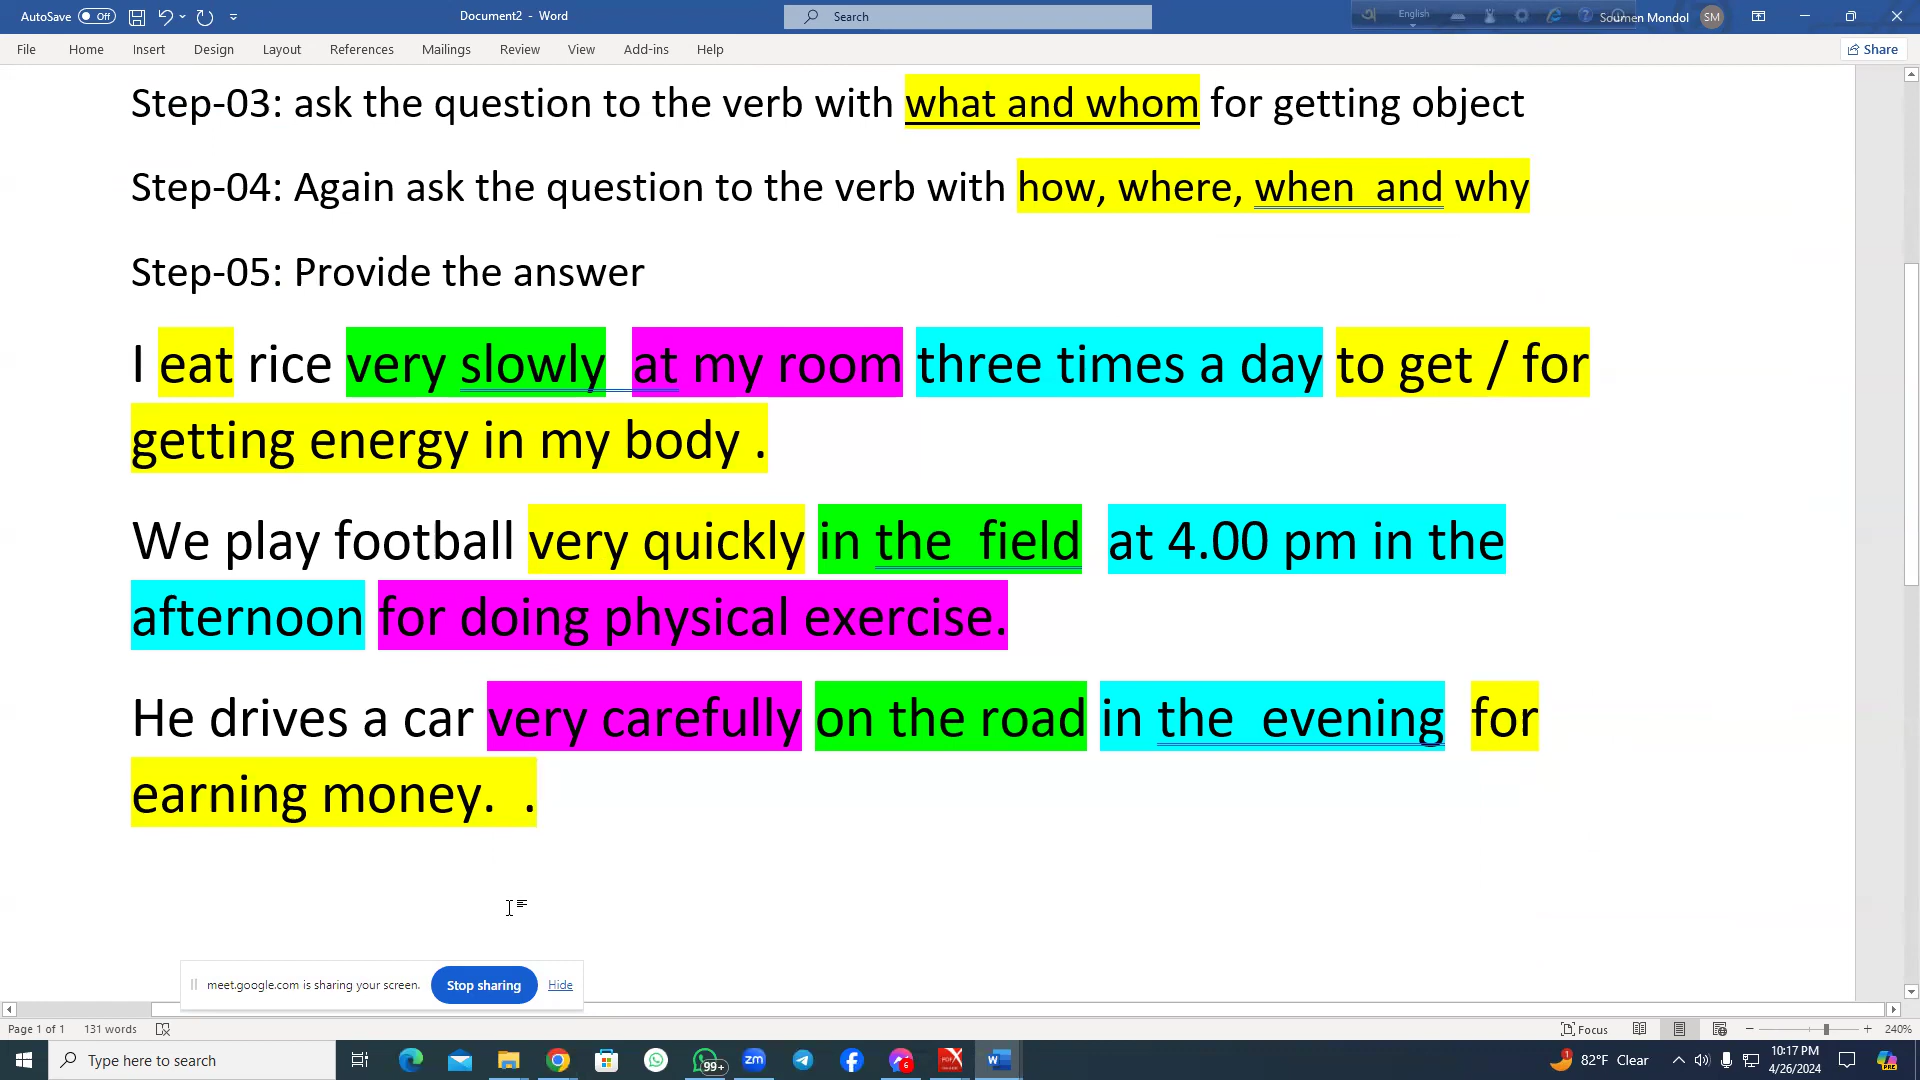 AutoSave Off Document2 - Word Search English Soumen Mondol SM
File Home Insert Design Layout References Mailings Review View Add-ins Help Share
Step-03: ask the question to the verb with what and whom for getting object
Step-04: Again ask the question to the verb with how, where, when and why
Step-05: Provide the answer
I eat rice very slowly at my room three times a day to get / for
getting energy in my body .
We play football very quickly in the field at 4.00 pm in the
afternoon for doing physical exercise.
He drives a car very carefully on the road in the evening for
earning money. .
meet.google.com is sharing your screen. Stop sharing Hide
Page 1 of 1 131 words Focus 240%
Type here to search 99+ zm 6 82°F Clear 10:17 PM
4/26/2024